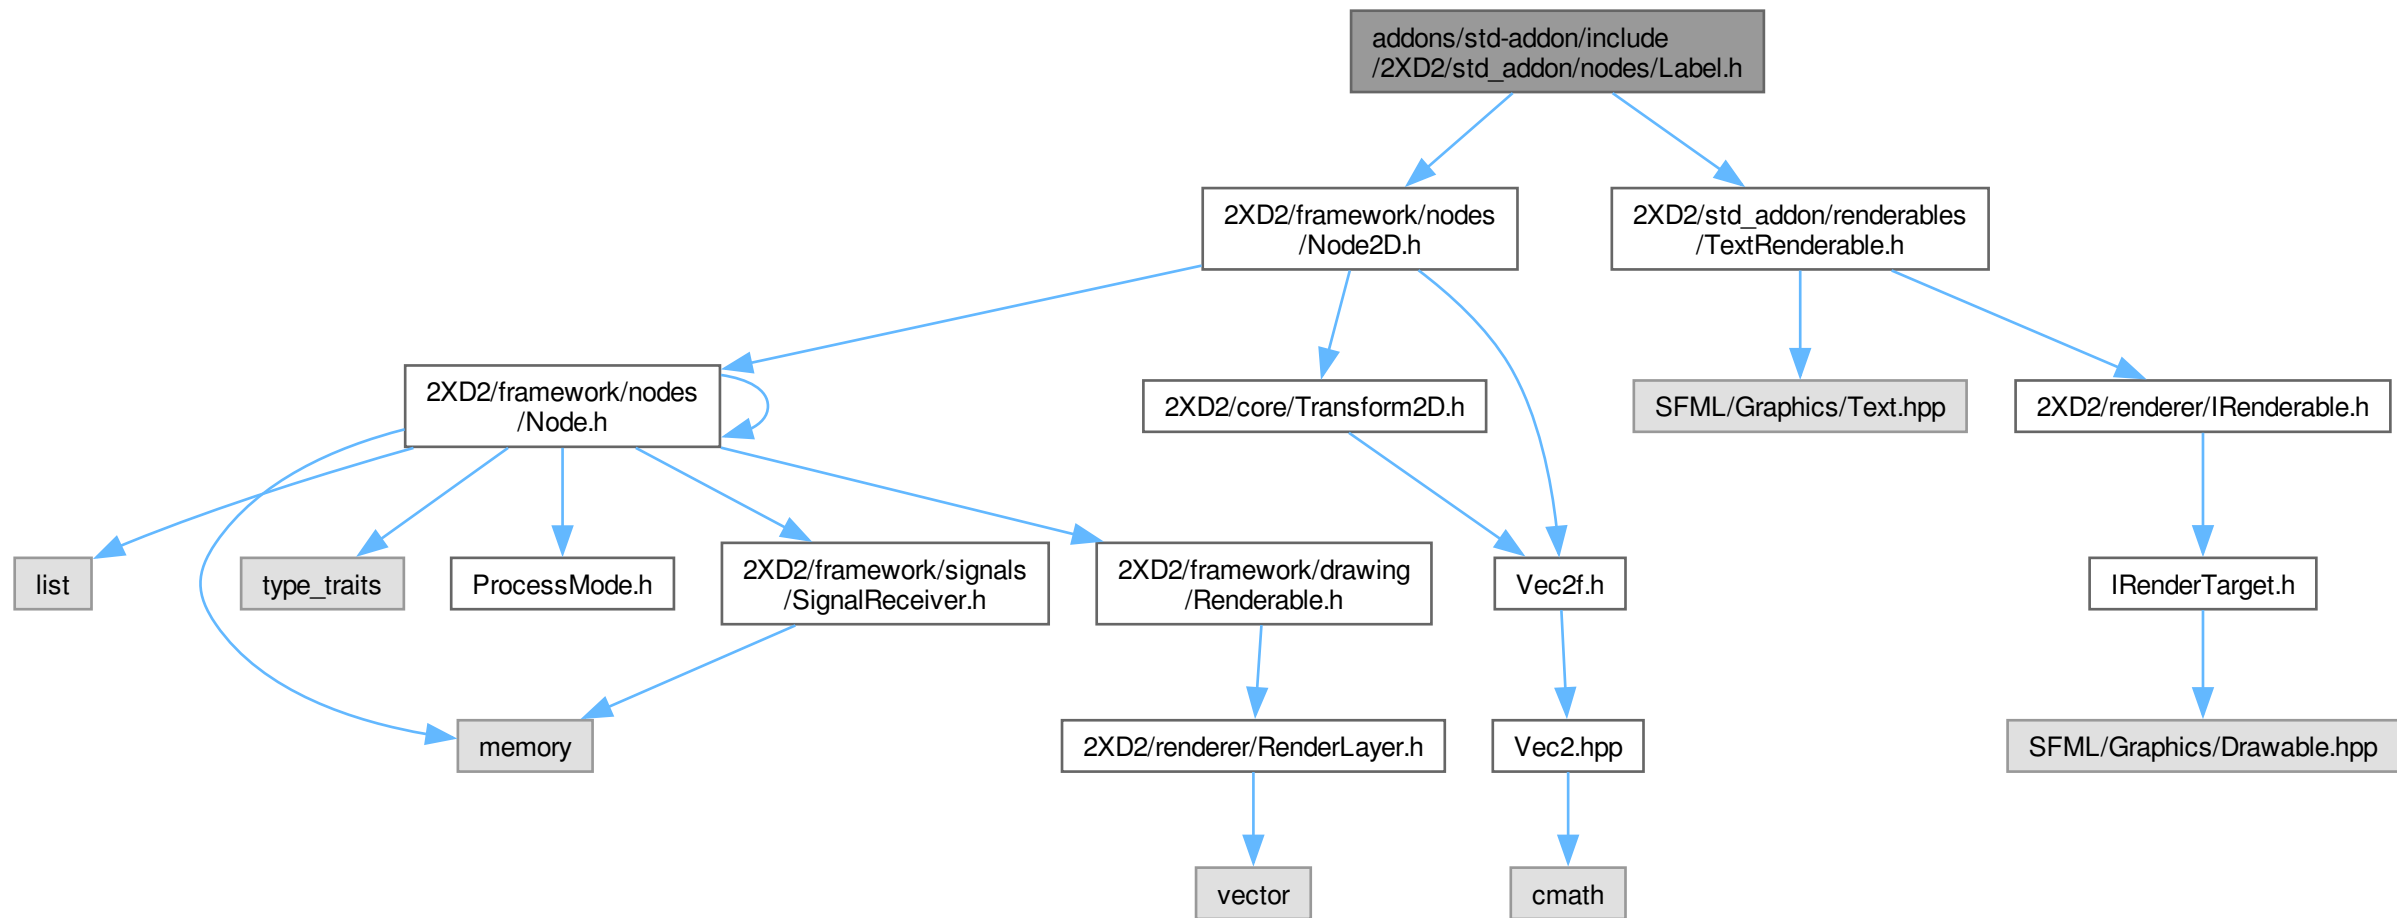 addons/std-addon/include
/2XD2/std_addon/nodes/Label.h
2XD2/framework/nodes
/Node2D.h
2XD2/std_addon/renderables
/TextRenderable.h
2XD2/framework/nodes
/Node.h
2XD2/core/Transform2D.h
SFML/Graphics/Text.hpp
2XD2/renderer/IRenderable.h
list
type_traits
ProcessMode.h
2XD2/framework/signals
/SignalReceiver.h
2XD2/framework/drawing
/Renderable.h
Vec2f.h
IRenderTarget.h
memory
2XD2/renderer/RenderLayer.h
Vec2.hpp
SFML/Graphics/Drawable.hpp
vector
cmath